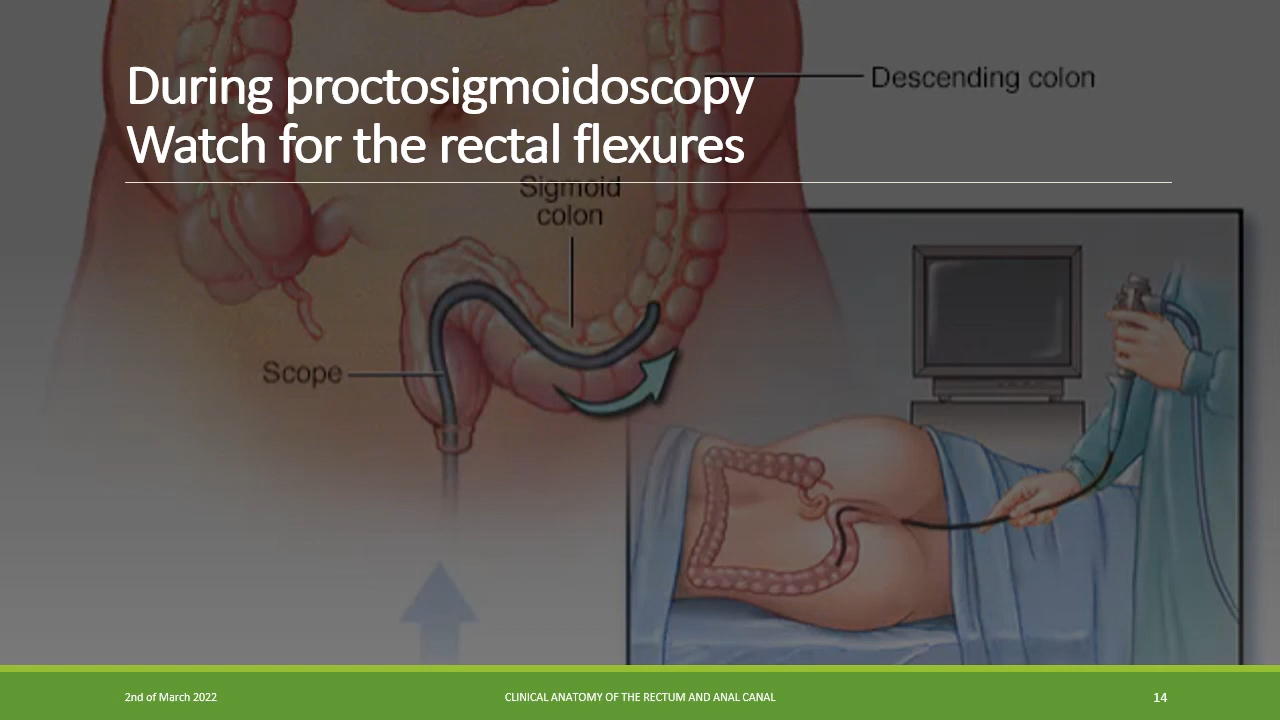 During proctosigmoidoscopy
Watch for the rectal flexures
Descending colon
Sigmoid
colon
Scope
2nd of March 2022
CLINICAL ANATOMY OF THE RECTUM AND ANAL CANAL
14